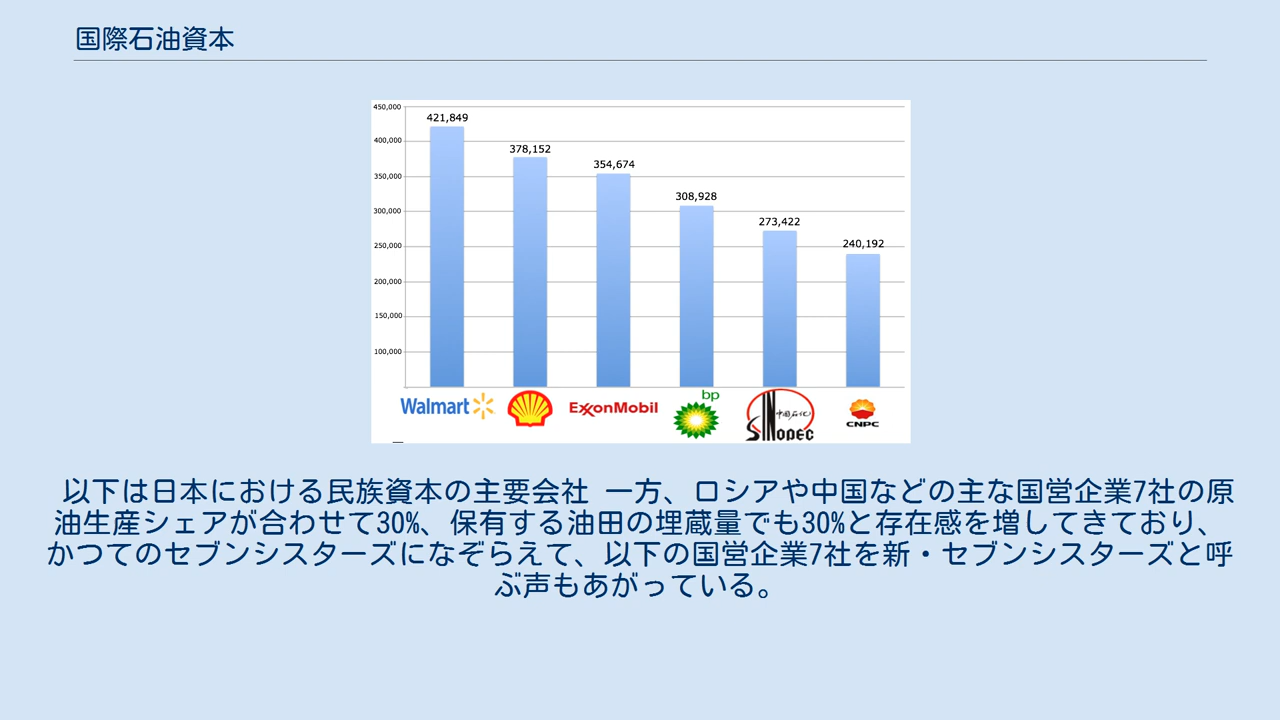 国際石油資本
450,000
400,000
350,000
300,000
250,000
200,000
150,000
100,000
421,849
378,152
354,674
308,928
273,422
240,192
Walmart
ExxonMobil
bp
中国石化
SINOPEC
CNPC
以下は日本における民族資本の主要会社 一方、ロシアや中国などの主な国営企業7社の原
油生産シェアが合わせて30%、保有する油田の埋蔵量でも30%と存在感を増してきており、
かつてのセブンシスターズになぞらえて、以下の国営企業7社を新・セブンシスターズと呼
ぶ声もあがっている。